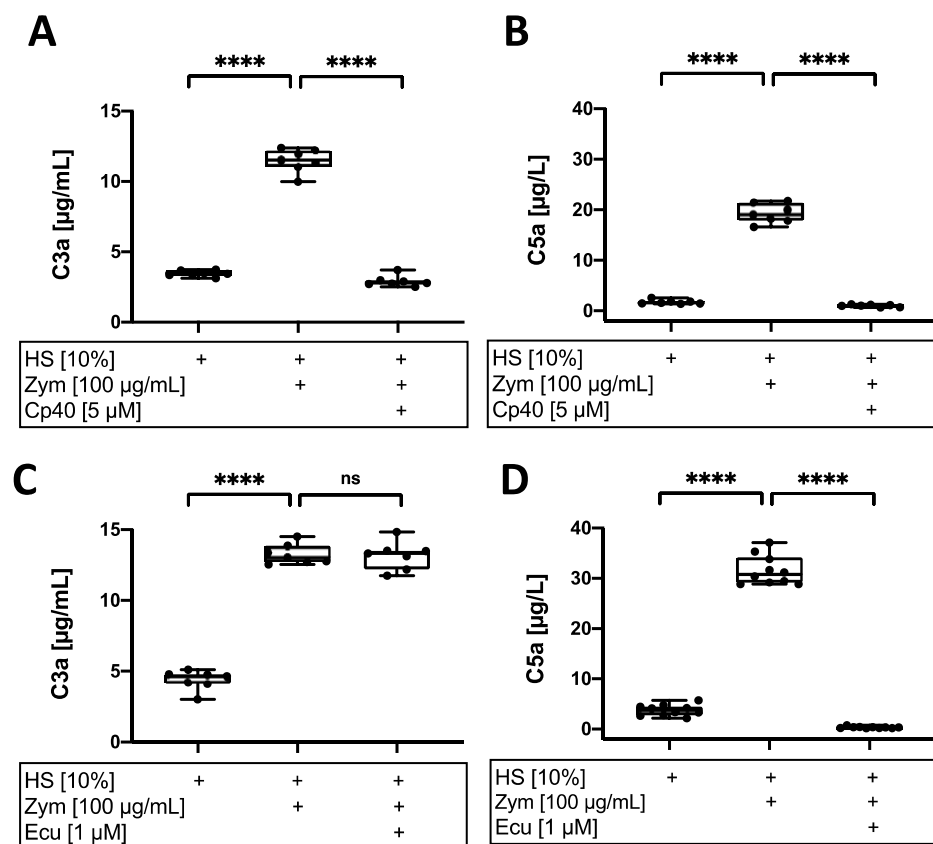 A
**** ****
C3a [µg/mL]
15
10
5
0
HS [10%] + + +
Zym [100 µg/mL] + +
Cp40 [5 µM] +
B
**** ****
C5a [µg/L]
40
30
20
10
0
HS [10%] + + +
Zym [100 µg/mL] + +
Cp40 [5 µM] +
C
**** ns
C3a [µg/mL]
15
10
5
0
HS [10%] + + +
Zym [100 µg/mL] + +
Ecu [1 µM] +
D
**** ****
C5a [µg/L]
40
30
20
10
0
HS [10%] + + +
Zym [100 µg/mL] + +
Ecu [1 µM] +